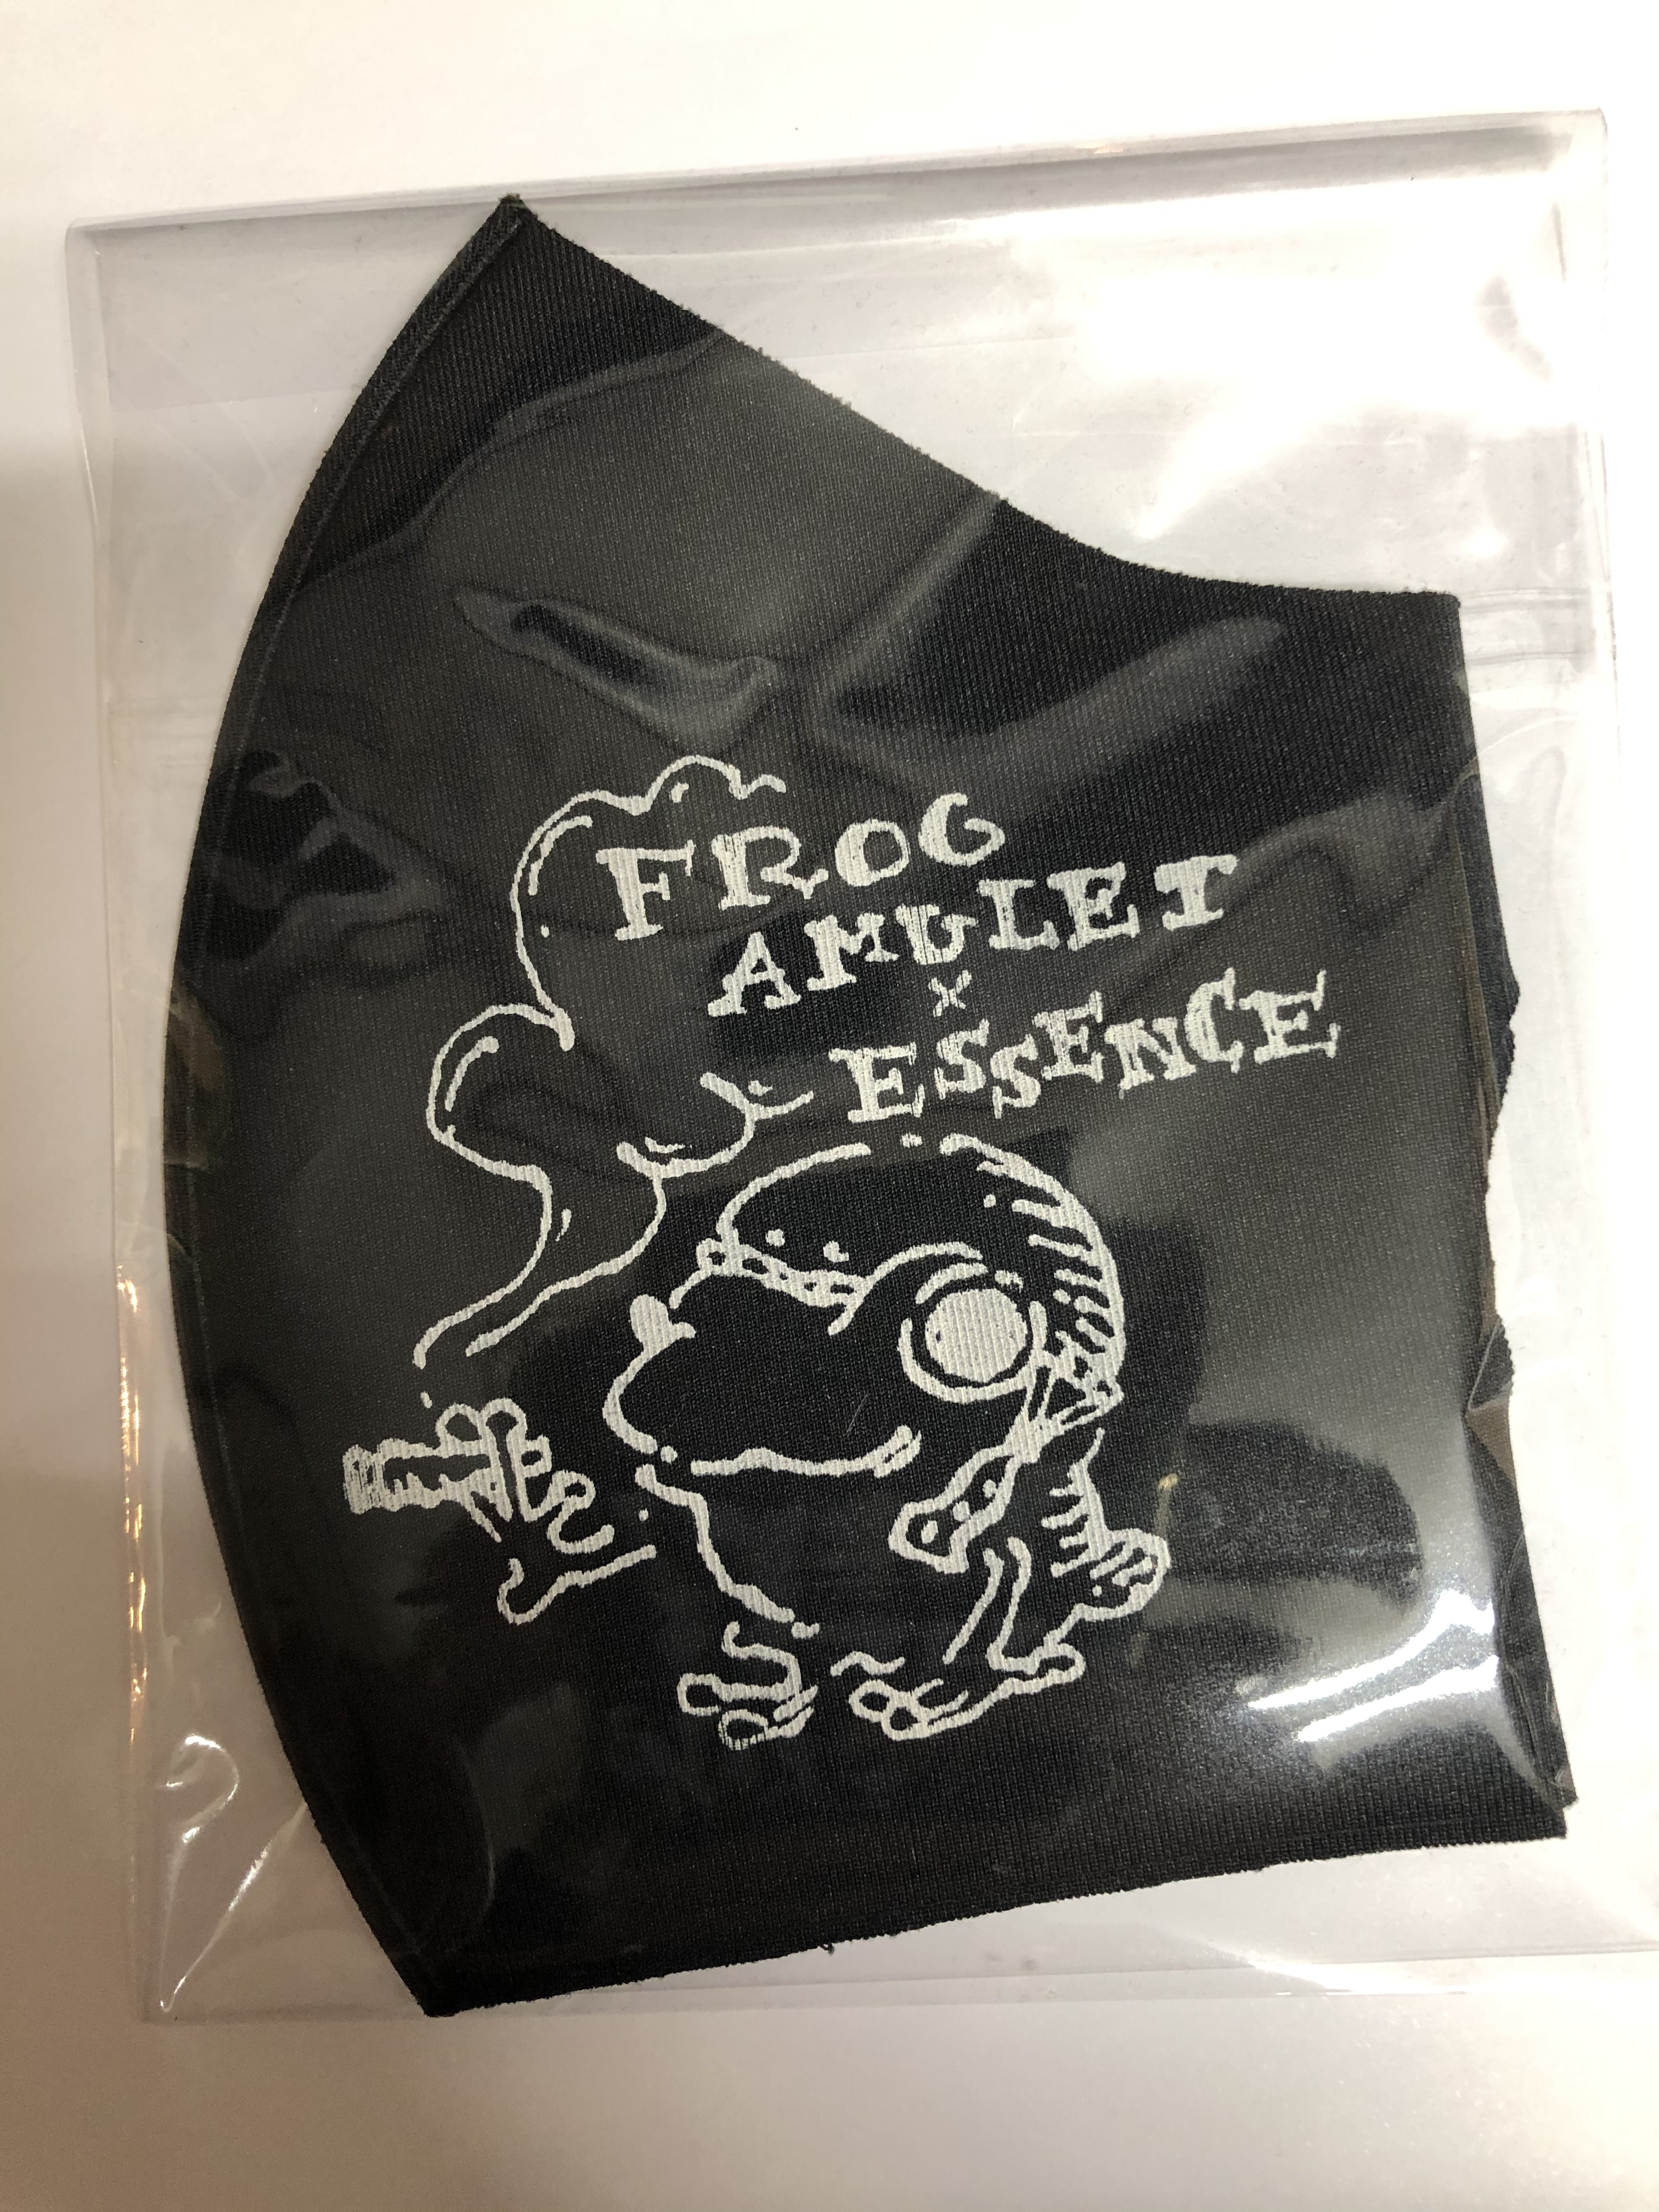 FROG
AMULET
×
ESSENCE